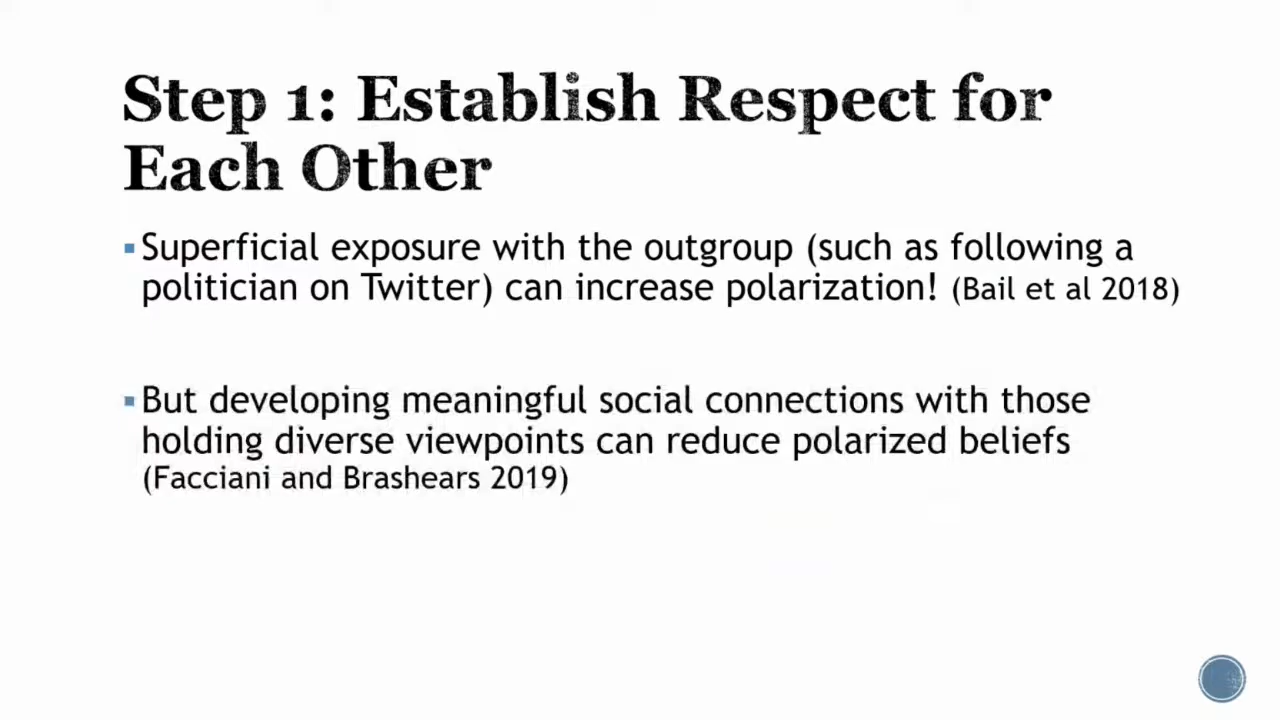 Step 1: Establish Respect for
Each Other
▪Superficial exposure with the outgroup (such as following a
politician on Twitter) can increase polarization! (Bail et al 2018)
▪But developing meaningful social connections with those
holding diverse viewpoints can reduce polarized beliefs
(Facciani and Brashears 2019)